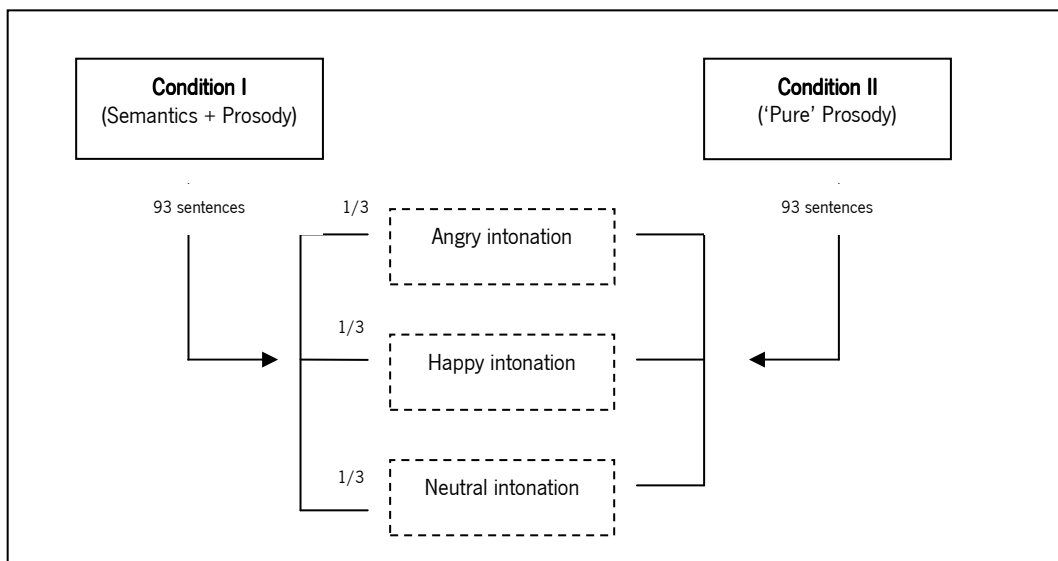 Condition I
(Semantics + Prosody)
Condition II
(‘Pure’ Prosody)
93 sentences
93 sentences
1/3
Angry intonation
1/3
Happy intonation
1/3
Neutral intonation